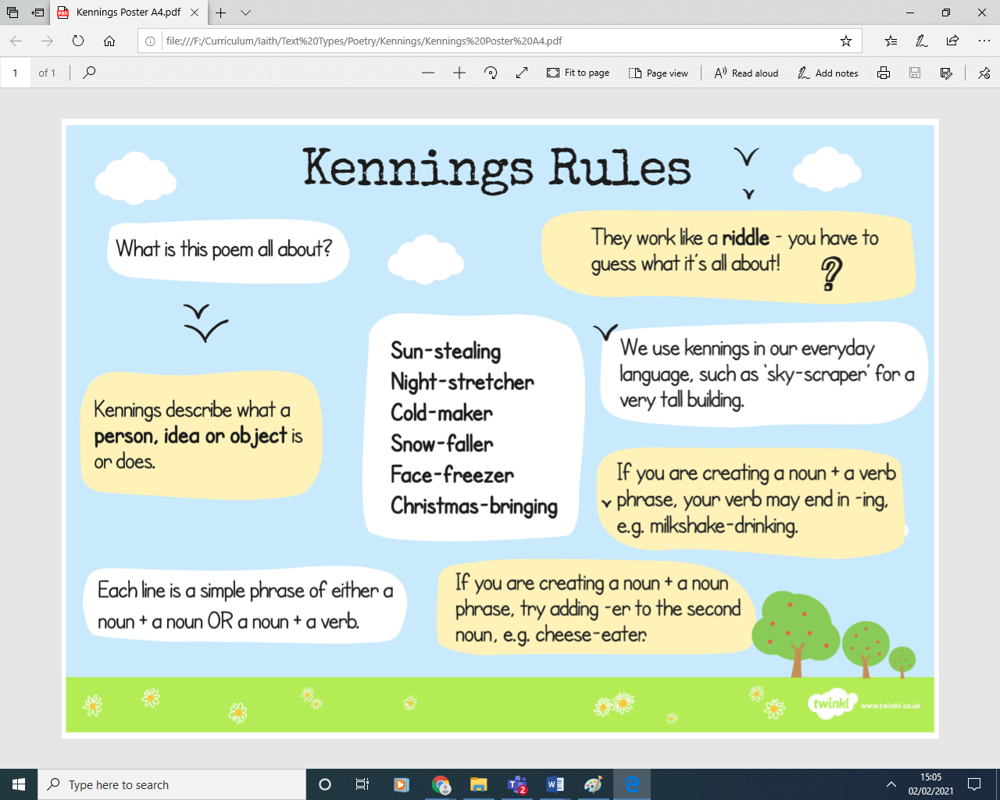 Kennings Poster A4.pdf
file:///F:/Curriculum/Iaith/Text%20Types/Poetry/Kennings/Kennings%20Poster%20A4.pdf
1 of 1
Fit to page
Page view
Read aloud
Add notes
Kennings Rules
What is this poem all about?
They work like a riddle - you have to
guess what it's all about!
?
Sun-stealing
Night-stretcher
Cold-maker
Snow-faller
Face-freezer
Christmas-bringing
We use kennings in our everyday
language, such as 'sky-scraper' for a
very tall building.
Kennings describe what a
person, idea or object is
or does.
If you are creating a noun + a verb
phrase, your verb may end in -ing,
e.g. milkshake-drinking.
Each line is a simple phrase of either a
noun + a noun OR a noun + a verb.
If you are creating a noun + a noun
phrase, try adding -er to the second
noun, e.g. cheese-eater.
twinkl www.twinkl.co.uk
Type here to search
2
15:05
02/02/2021